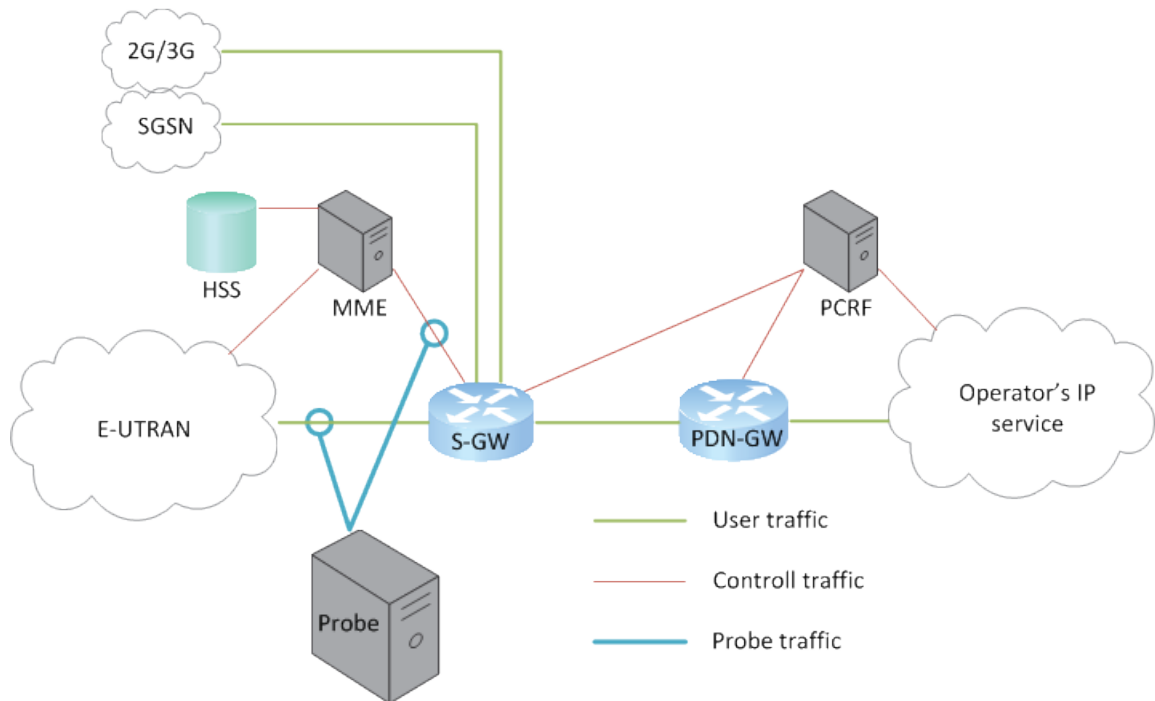 2G/3G
SGSN
HSS
MME
PCRF
E-UTRAN
S-GW
PDN-GW
Operator's IP
service
User traffic
Controll traffic
Probe
Probe traffic